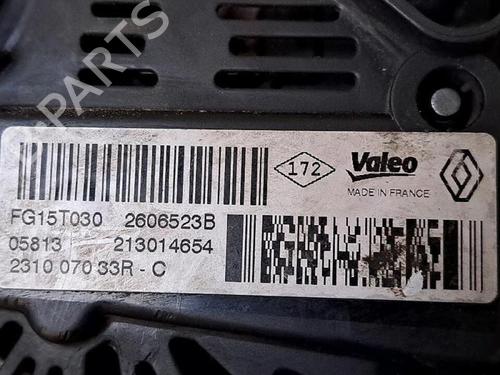 B-PARTS
172
Valeo
MADE IN FRANCE
FG15T030 2606523B
05813 213014654
2310 070 33R - C